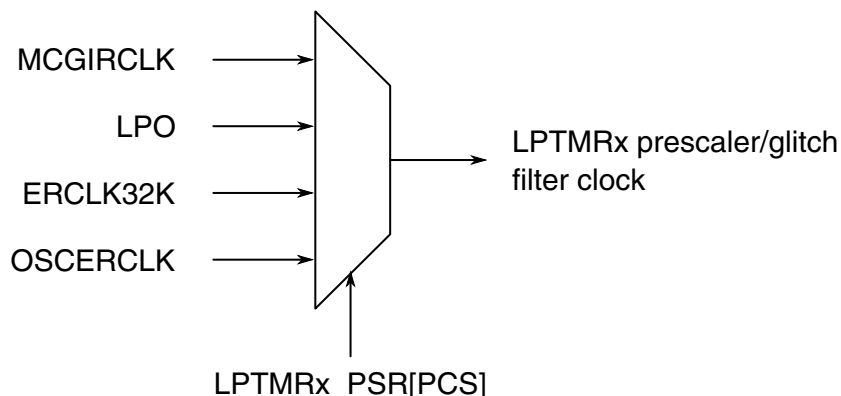 MCGIRCLK
LPO
ERCLK32K
OSCERCLK
LPTMRx prescaler/glitch
filter clock
LPTMRx_PSR[PCS]